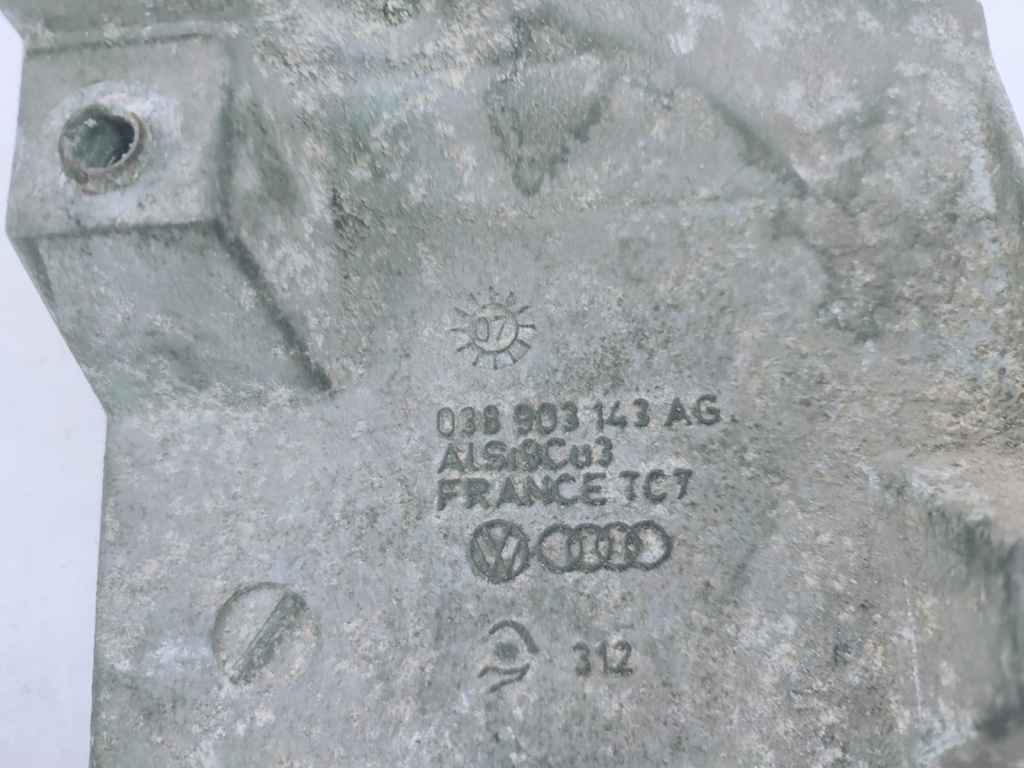 07
038 903 143 AG
AlSi9Cu3
FRANCE TC7
312